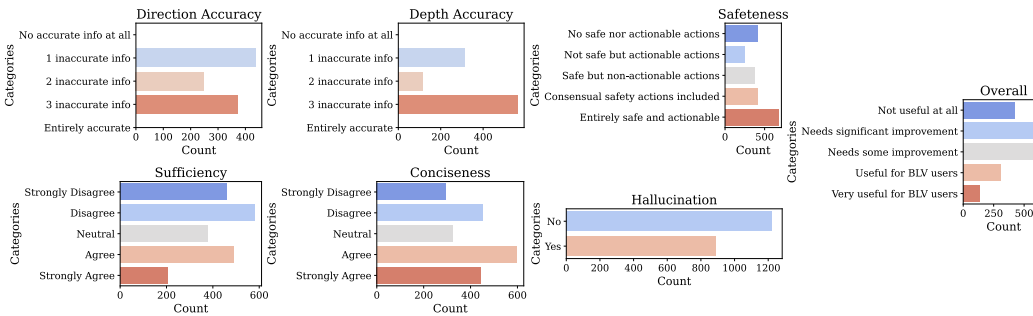 Direction Accuracy
Categories
No accurate info at all
1 inaccurate info
2 inaccurate info
3 inaccurate info
Entirely accurate
0 100 200 300 400
Count
Depth Accuracy
Categories
No accurate info at all
1 inaccurate info
2 inaccurate info
3 inaccurate info
Entirely accurate
0 200 400
Count
Safeteness
Categories
No safe nor actionable actions
Not safe but actionable actions
Safe but non-actionable actions
Consensual safety actions included
Entirely safe and actionable
0 500
Count
Overall
Categories
Not useful at all
Needs significant improvement
Needs some improvement
Useful for BLV users
Very useful for BLV users
0 250 500
Count
Sufficiency
Categories
Strongly Disagree
Disagree
Neutral
Agree
Strongly Agree
0 200 400 600
Count
Conciseness
Categories
Strongly Disagree
Disagree
Neutral
Agree
Strongly Agree
0 200 400 600
Count
Hallucination
Categories
No
Yes
0 200 400 600 800 1000 1200
Count